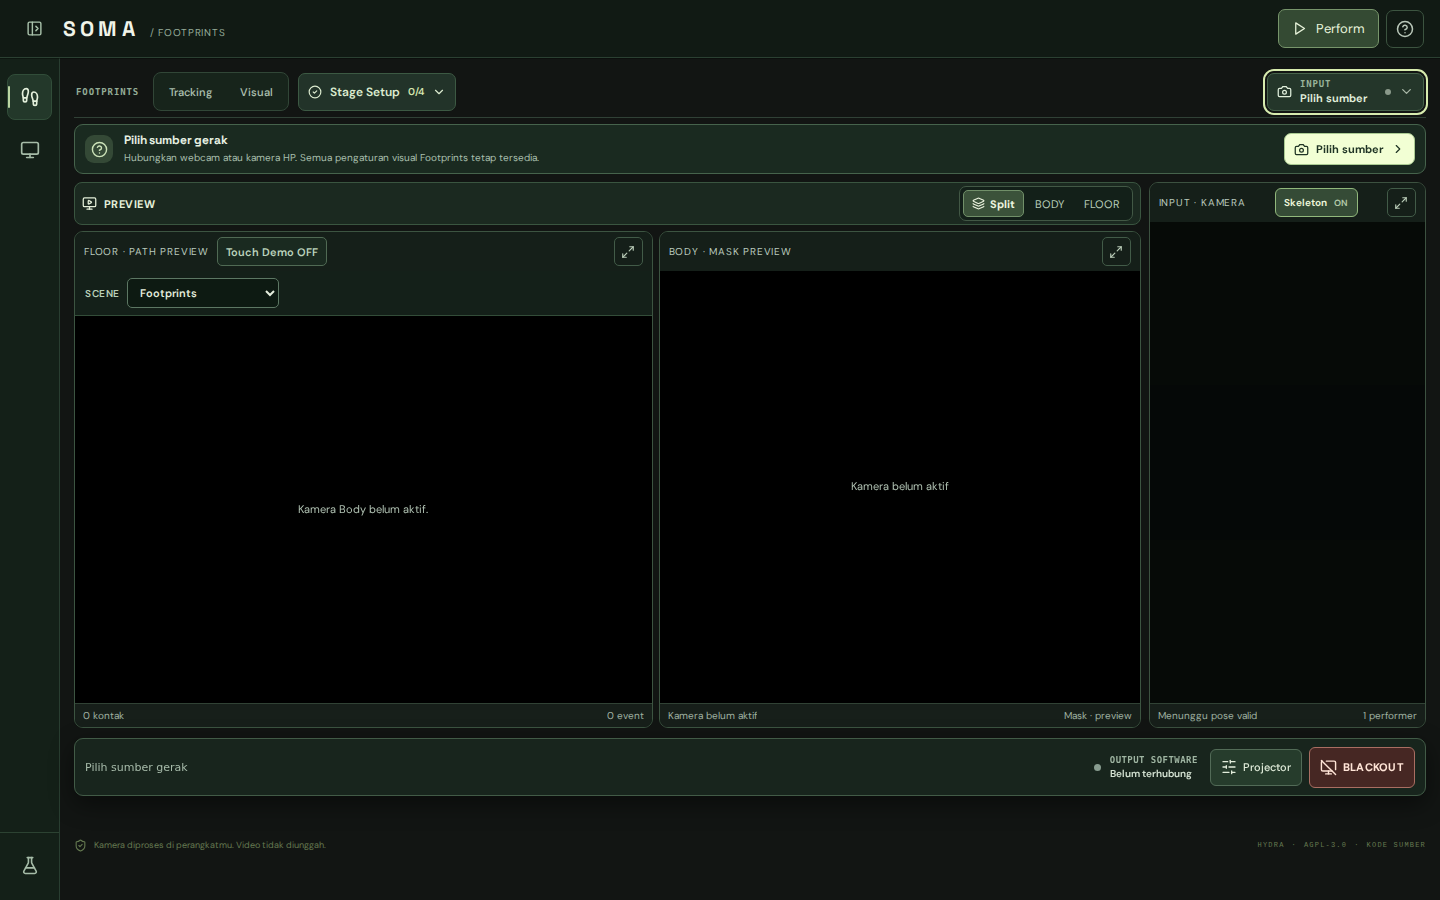 SOMA / FOOTPRINTS
Perform
FOOTPRINTS
Tracking
Visual
Stage Setup 0/4
INPUT
Pilih sumber
Pilih sumber gerak
Hubungkan webcam atau kamera HP. Semua pengaturan visual Footprints tetap tersedia.
Pilih sumber
PREVIEW
Split
BODY
FLOOR
INPUT · KAMERA
Skeleton ON
FLOOR · PATH PREVIEW
Touch Demo OFF
BODY · MASK PREVIEW
SCENE
Footprints
Kamera Body belum aktif.
Kamera belum aktif
0 kontak
0 event
Kamera belum aktif
Mask · preview
Menunggu pose valid
1 performer
Pilih sumber gerak
OUTPUT SOFTWARE
Belum terhubung
Projector
BLACKOUT
Kamera diproses di perangkatmu. Video tidak diunggah.
HYDRA · AGPL-3.0 · KODE SUMBER